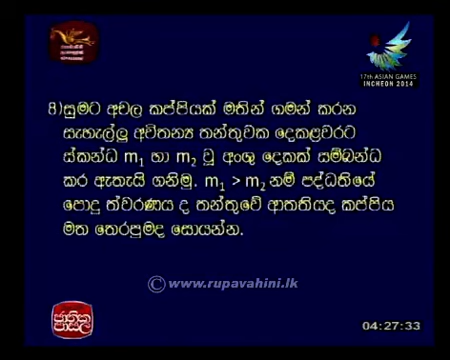 17th ASIAN GAMES
INCHEON 2014
8)සුමට අචල කප්පියක් මතින් ගමන් කරන
සැහැල්ලු අවිතන්‍ය තන්තුවක දෙකළවරට
ස්කන්ධ m₁ හා m₂ වූ අංශු දෙකක් සම්බන්ධ
කර ඇතැයි ගනිමු. m₁ > m₂ නම් පද්ධතියේ
පොදු ත්වරණය ද තන්තුවේ ආතතියද කප්පිය
මත තෙරපුමද සොයන්න.
© www.rupavahini.lk
ජාතික
පාසල
04:27:33